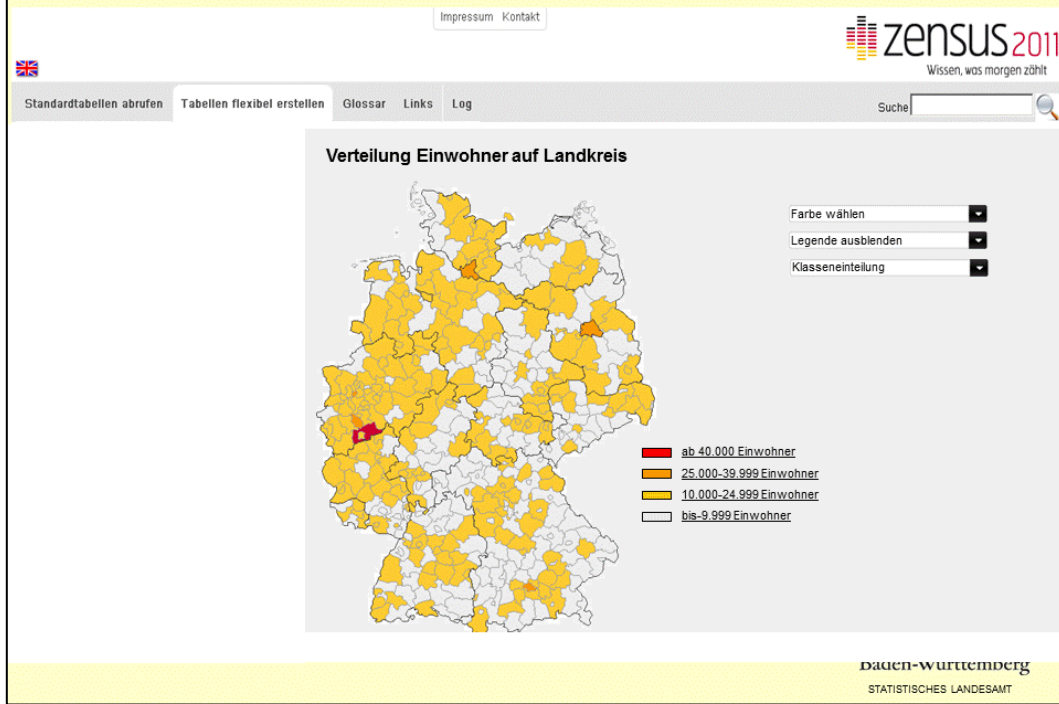 Impressum Kontakt
zensus 2011
Wissen, was morgen zählt
Standardtabellen abrufen Tabellen flexibel erstellen Glossar Links Log
Suche
Verteilung Einwohner auf Landkreis
Farbe wählen
Legende ausblenden
Klasseneinteilung
ab 40.000 Einwohner
25.000-39.999 Einwohner
10.000-24.999 Einwohner
bis-9.999 Einwohner
Baden-Württemberg
STATISTISCHES LANDESAMT